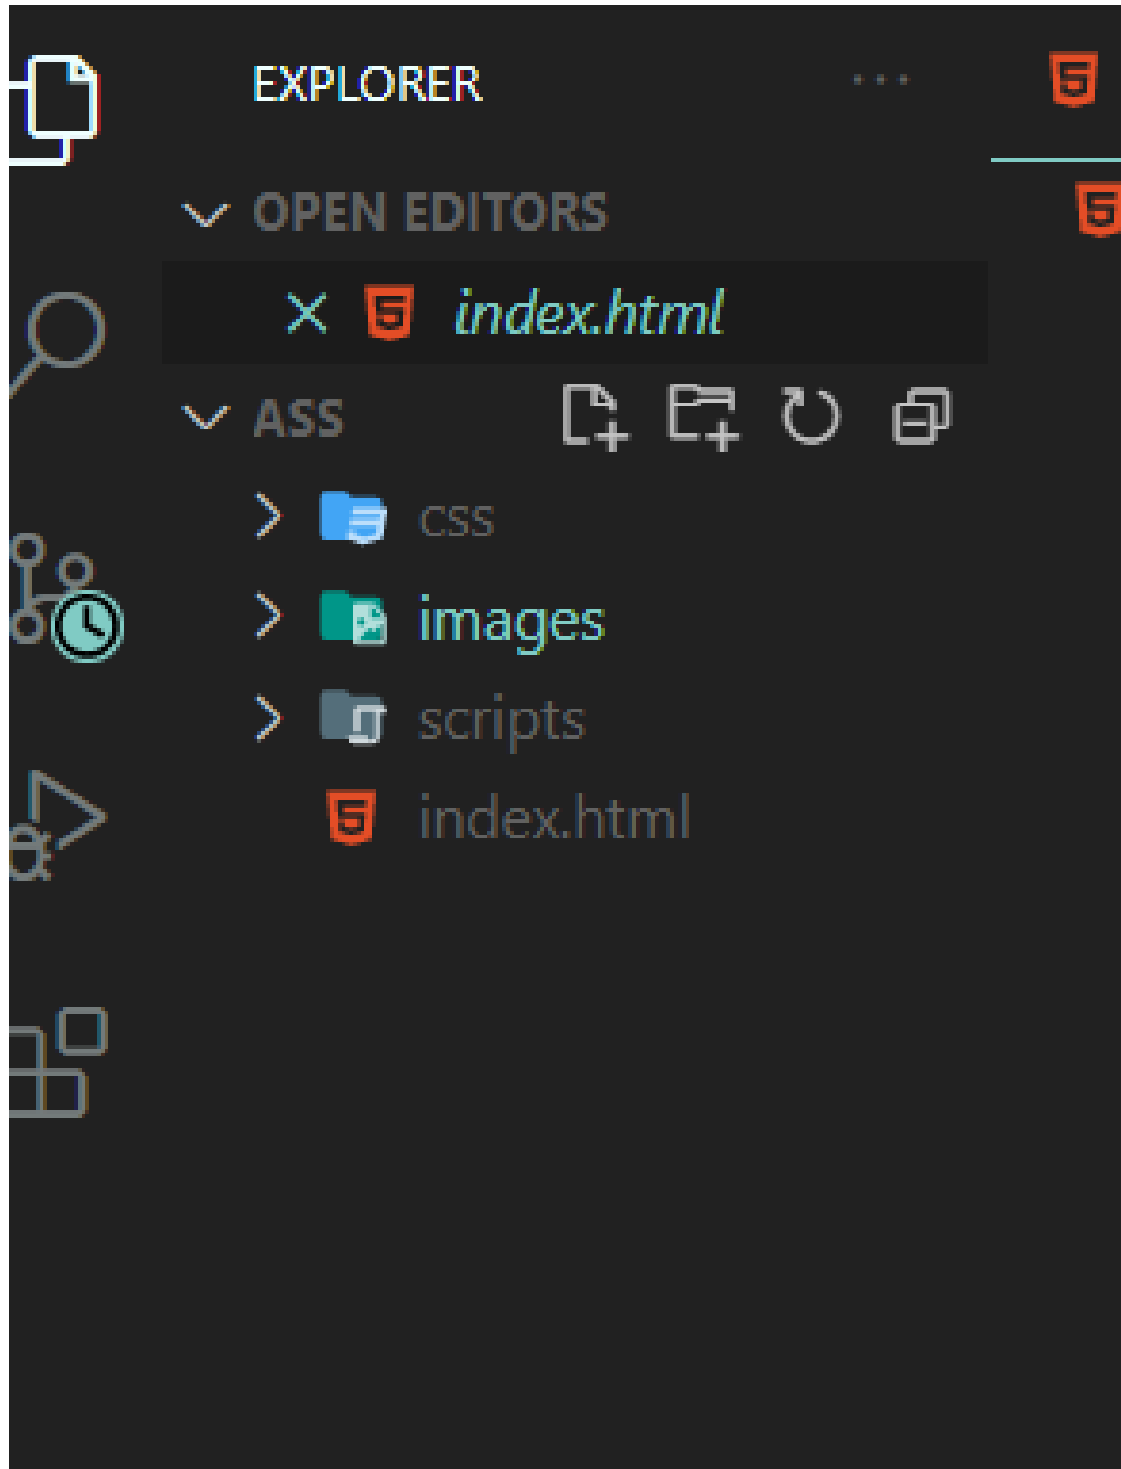 EXPLORER ...
OPEN EDITORS
index.html
ASS
css
images
scripts
index.html